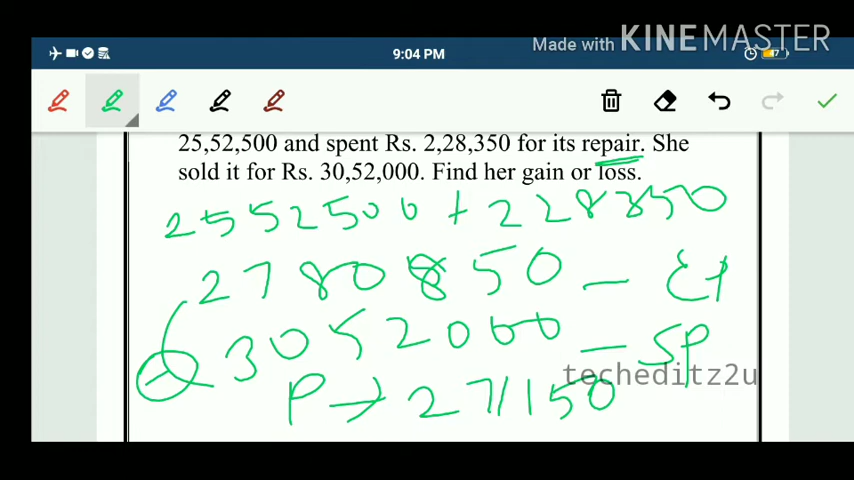 Made with KINEMASTER
9:04 PM
25,52,500 and spent Rs. 2,28,350 for its repair. She
sold it for Rs. 30,52,000. Find her gain or loss.
2552500 + 228350
2780850 — CP
3052000 — SP
techeditz2u
P → 271150